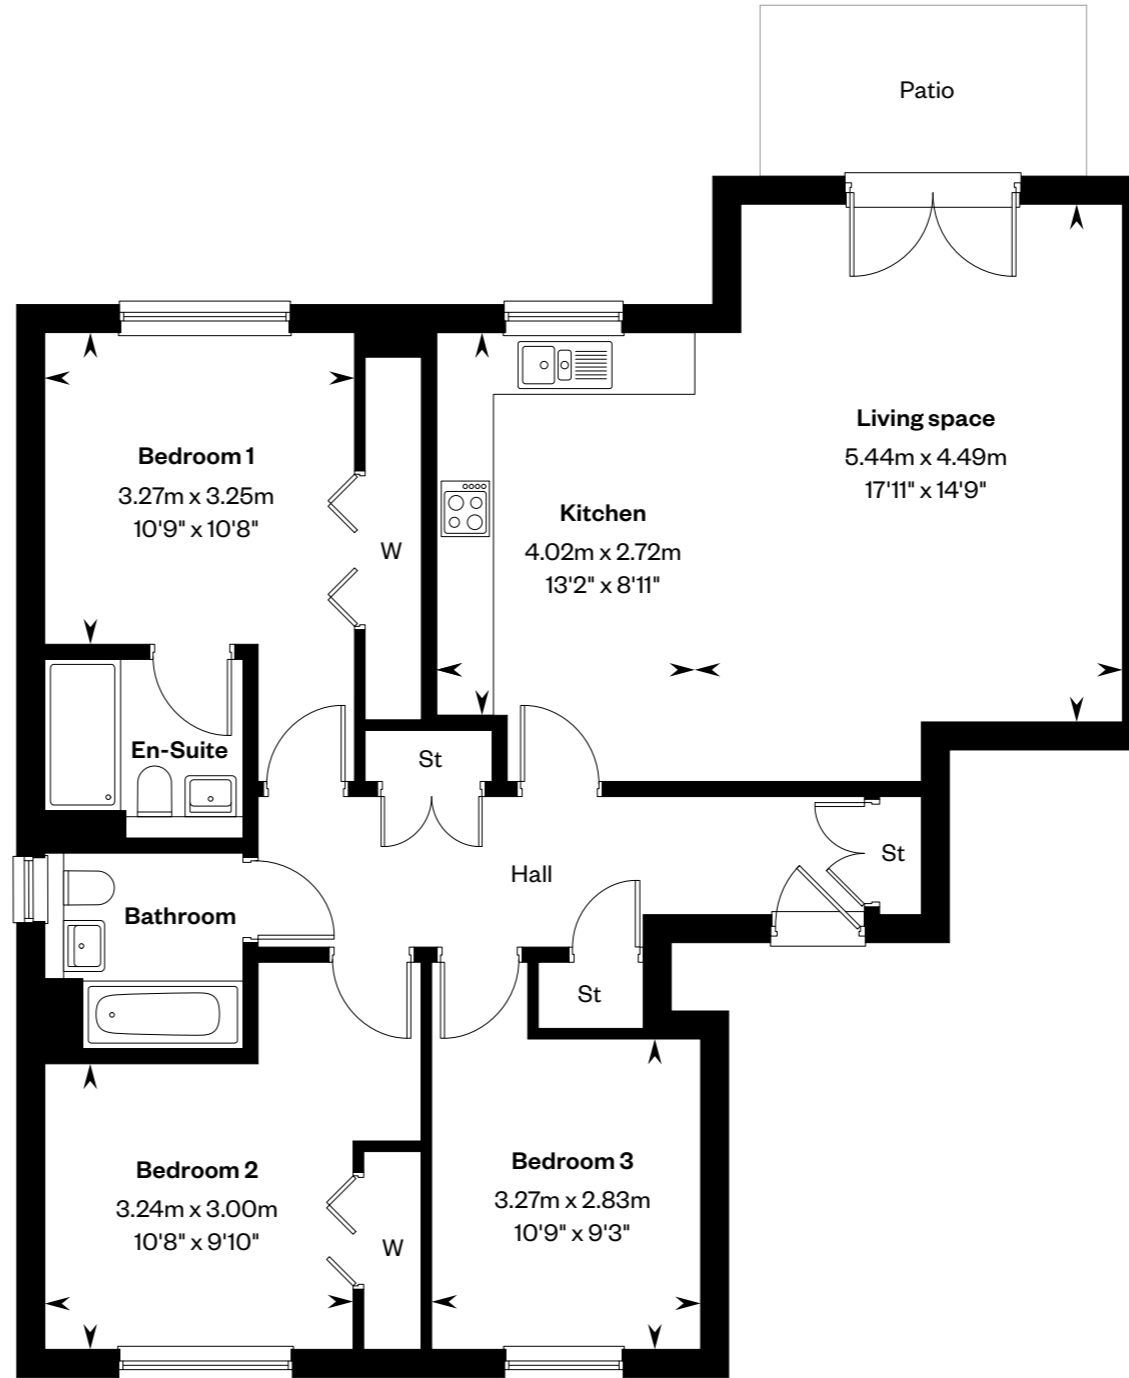 Patio
Living space
5.44m x 4.49m
17'11" x 14'9"
Bedroom 1
3.27m x 3.25m
10'9" x 10'8"
Kitchen
4.02m x 2.72m
13'2" x 8'11"
W
En-Suite
St
Hall
St
Bathroom
St
Bedroom 2
3.24m x 3.00m
10'8" x 9'10"
W
Bedroom 3
3.27m x 2.83m
10'9" x 9'3"